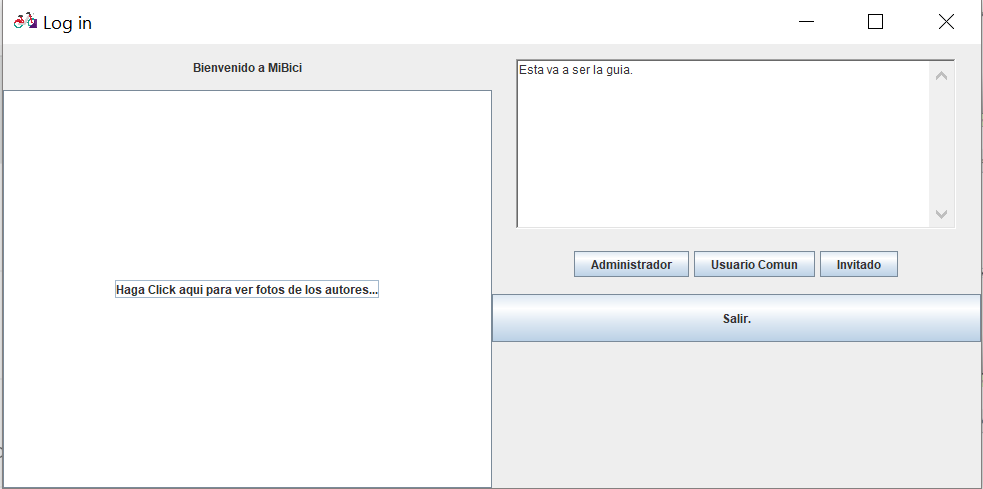 Log in
Bienvenido a MiBici
Haga Click aqui para ver fotos de los autores...
Esta va a ser la guia.
Administrador
Usuario Comun
Invitado
Salir.